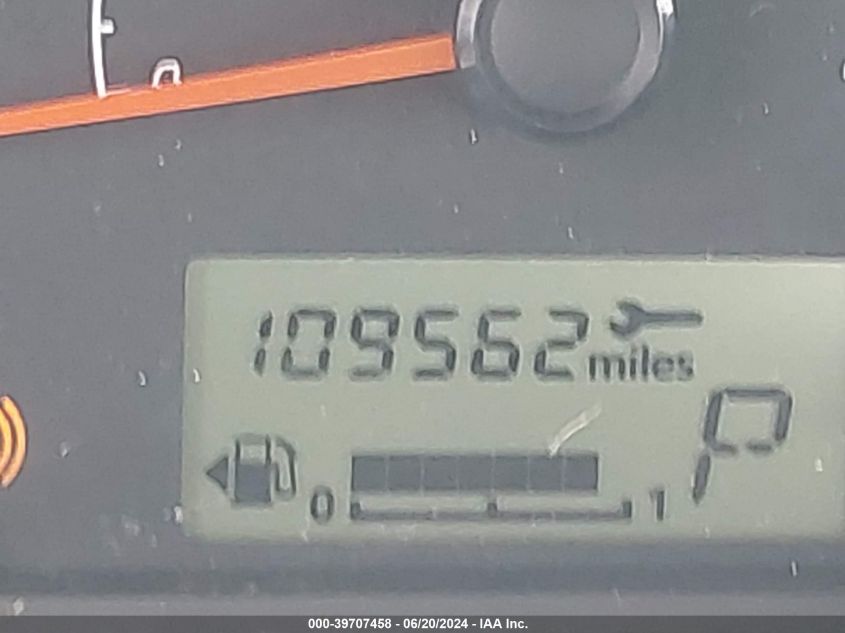 109562 miles
P
0 1
000-39707458 - 06/20/2024 - IAA Inc.